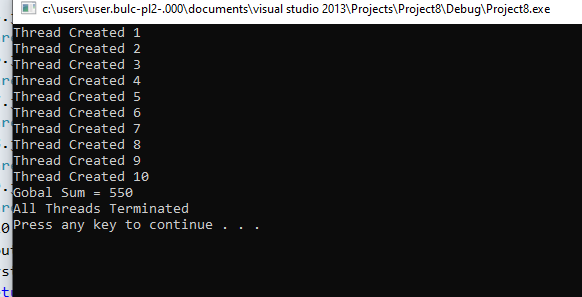 c:\users\user.bulc-pl2-.000\documents\visual studio 2013\Projects\Project8\Debug\Project8.exe
Thread Created 1
Thread Created 2
Thread Created 3
Thread Created 4
Thread Created 5
Thread Created 6
Thread Created 7
Thread Created 8
Thread Created 9
Thread Created 10
Gobal Sum = 550
All Threads Terminated
Press any key to continue . . .